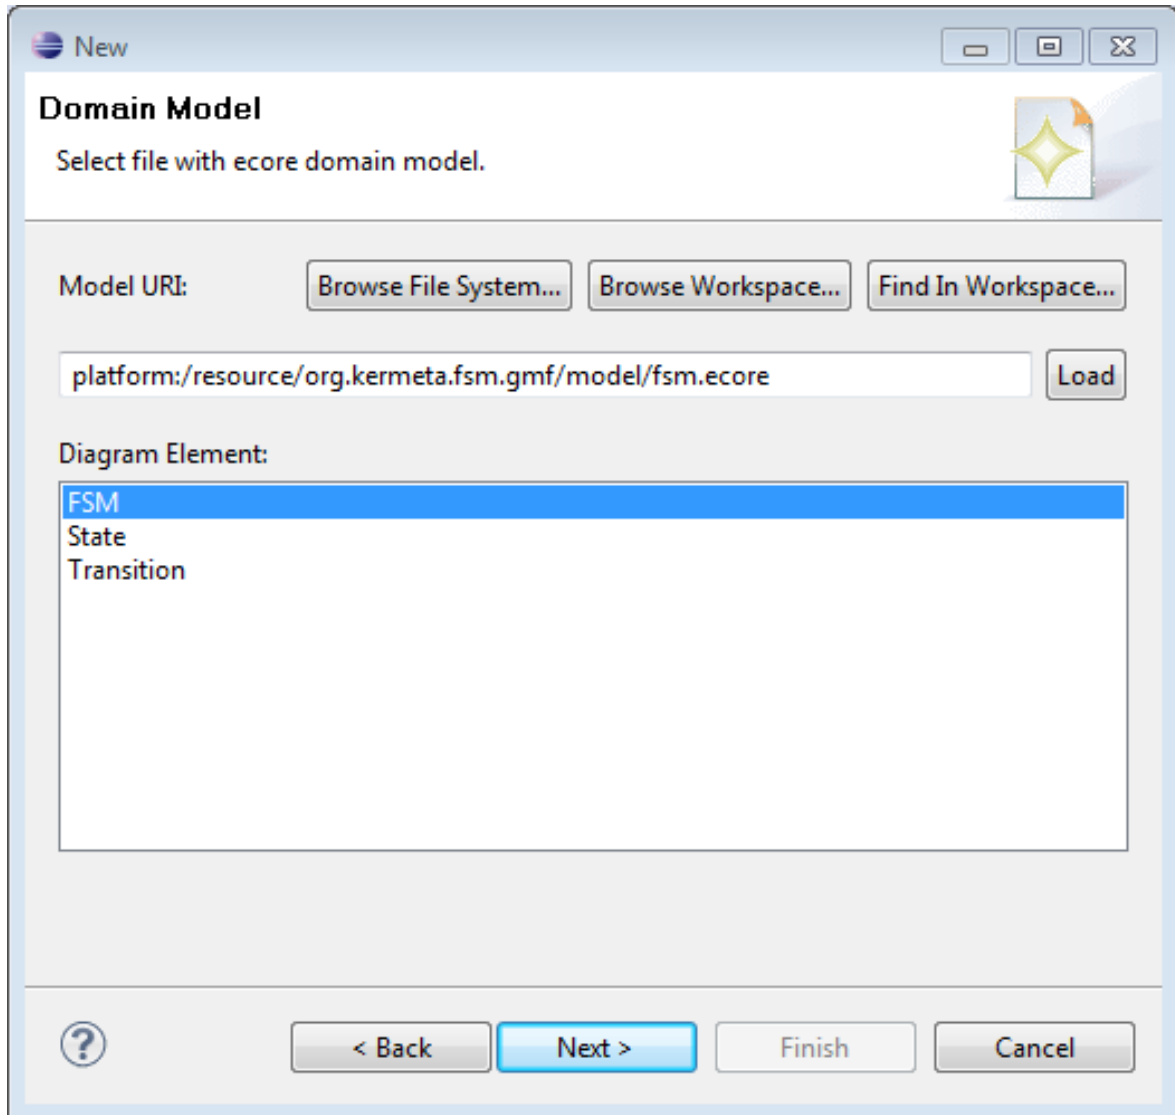 New
Domain Model
Select file with ecore domain model.
Model URI: Browse File System... Browse Workspace... Find In Workspace...
platform:/resource/org.kermeta.fsm.gmf/model/fsm.ecore Load
Diagram Element:
FSM
State
Transition
? < Back Next > Finish Cancel